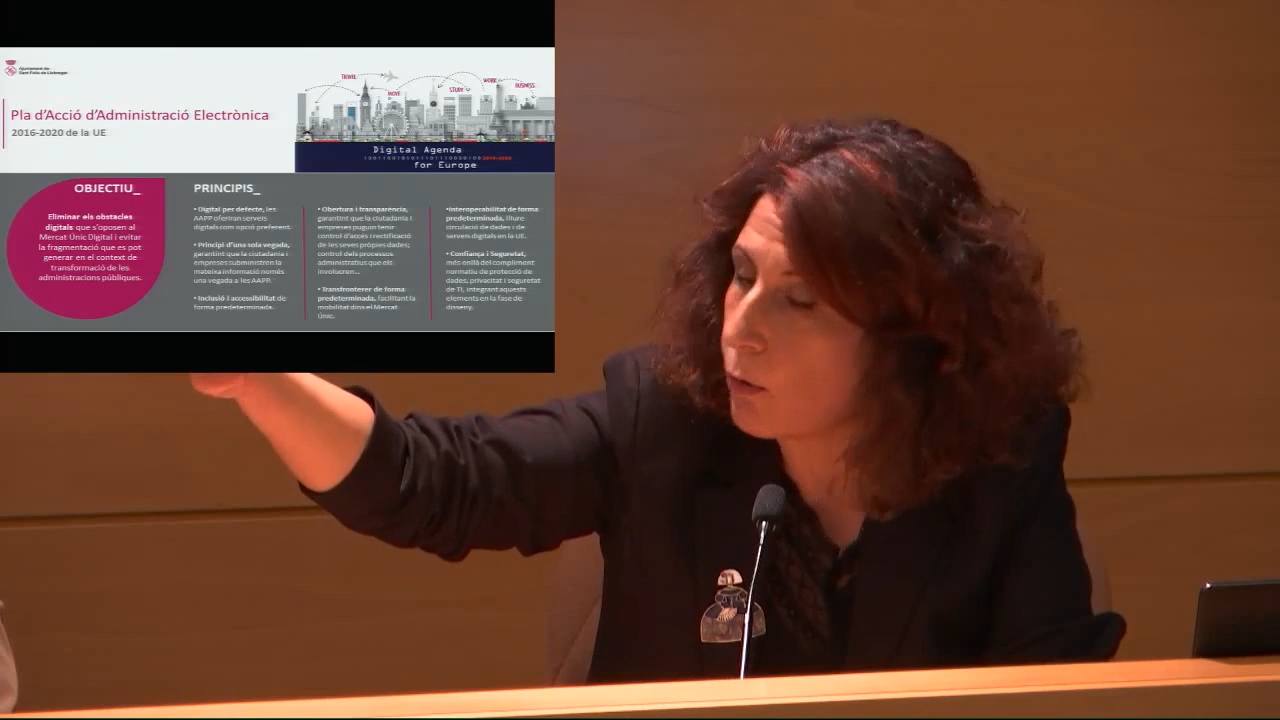 Ajuntament de
Sant Feliu de Llobregat
Pla d'Acció d'Administració Electrònica
2016-2020 de la UE
TRAVEL
MOVE
STUDY
WORK
BUSINESS
Digital Agenda
2016-2020
for Europe
OBJECTIU_
Eliminar els obstacles
digitals que s'oposen al
Mercat Únic Digital i evitar
la fragmentació que es pot
generar en el context de
transformació de les
administracions públiques.
PRINCIPIS_
• Digital per defecte, les
AAPP oferiran serveis
digitals com opció preferent.
• Principi d'una sola vegada,
garantint que la ciutadania i
empreses subministren la
mateixa informació només
una vegada a les AAPP.
• Inclusió i accessibilitat de
forma predeterminada.
• Obertura i transparència,
garantint que la ciutadania i
empreses puguin tenir
control d'accés i rectificació
de les seves pròpies dades;
control dels processos
administratius que els
involucren...
• Transfronterer de forma
predeterminada, facilitant la
mobilitat dins el Mercat
Únic.
•Interoperabilitat de forma
predeterminada, lliure
circulació de dades i de
serveis digitals en la UE.
• Confiança i Seguretat,
més enllà del compliment
normatiu de protecció de
dades, privacitat i seguretat
de TI, integrant aquests
elements en la fase de
disseny.